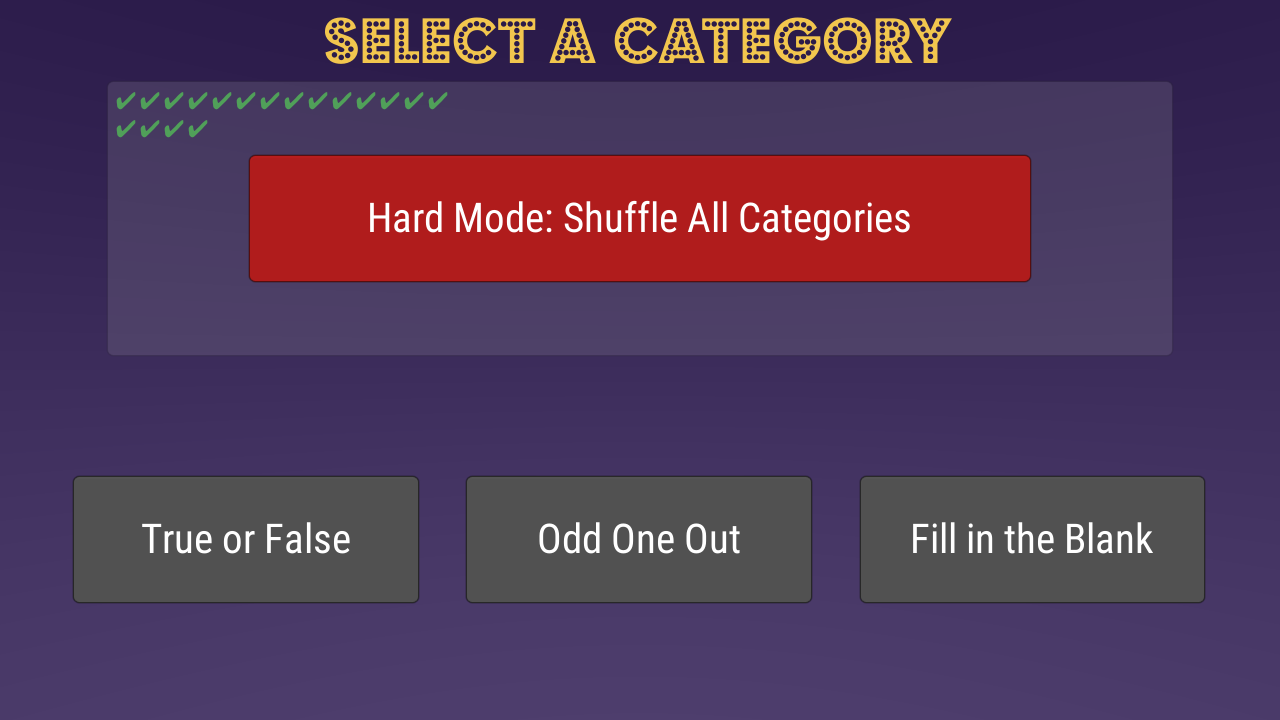 SELECT A CATEGORY
✔✔✔✔✔✔✔✔✔✔✔✔✔✔
✔✔✔✔
Hard Mode: Shuffle All Categories
True or False
Odd One Out
Fill in the Blank